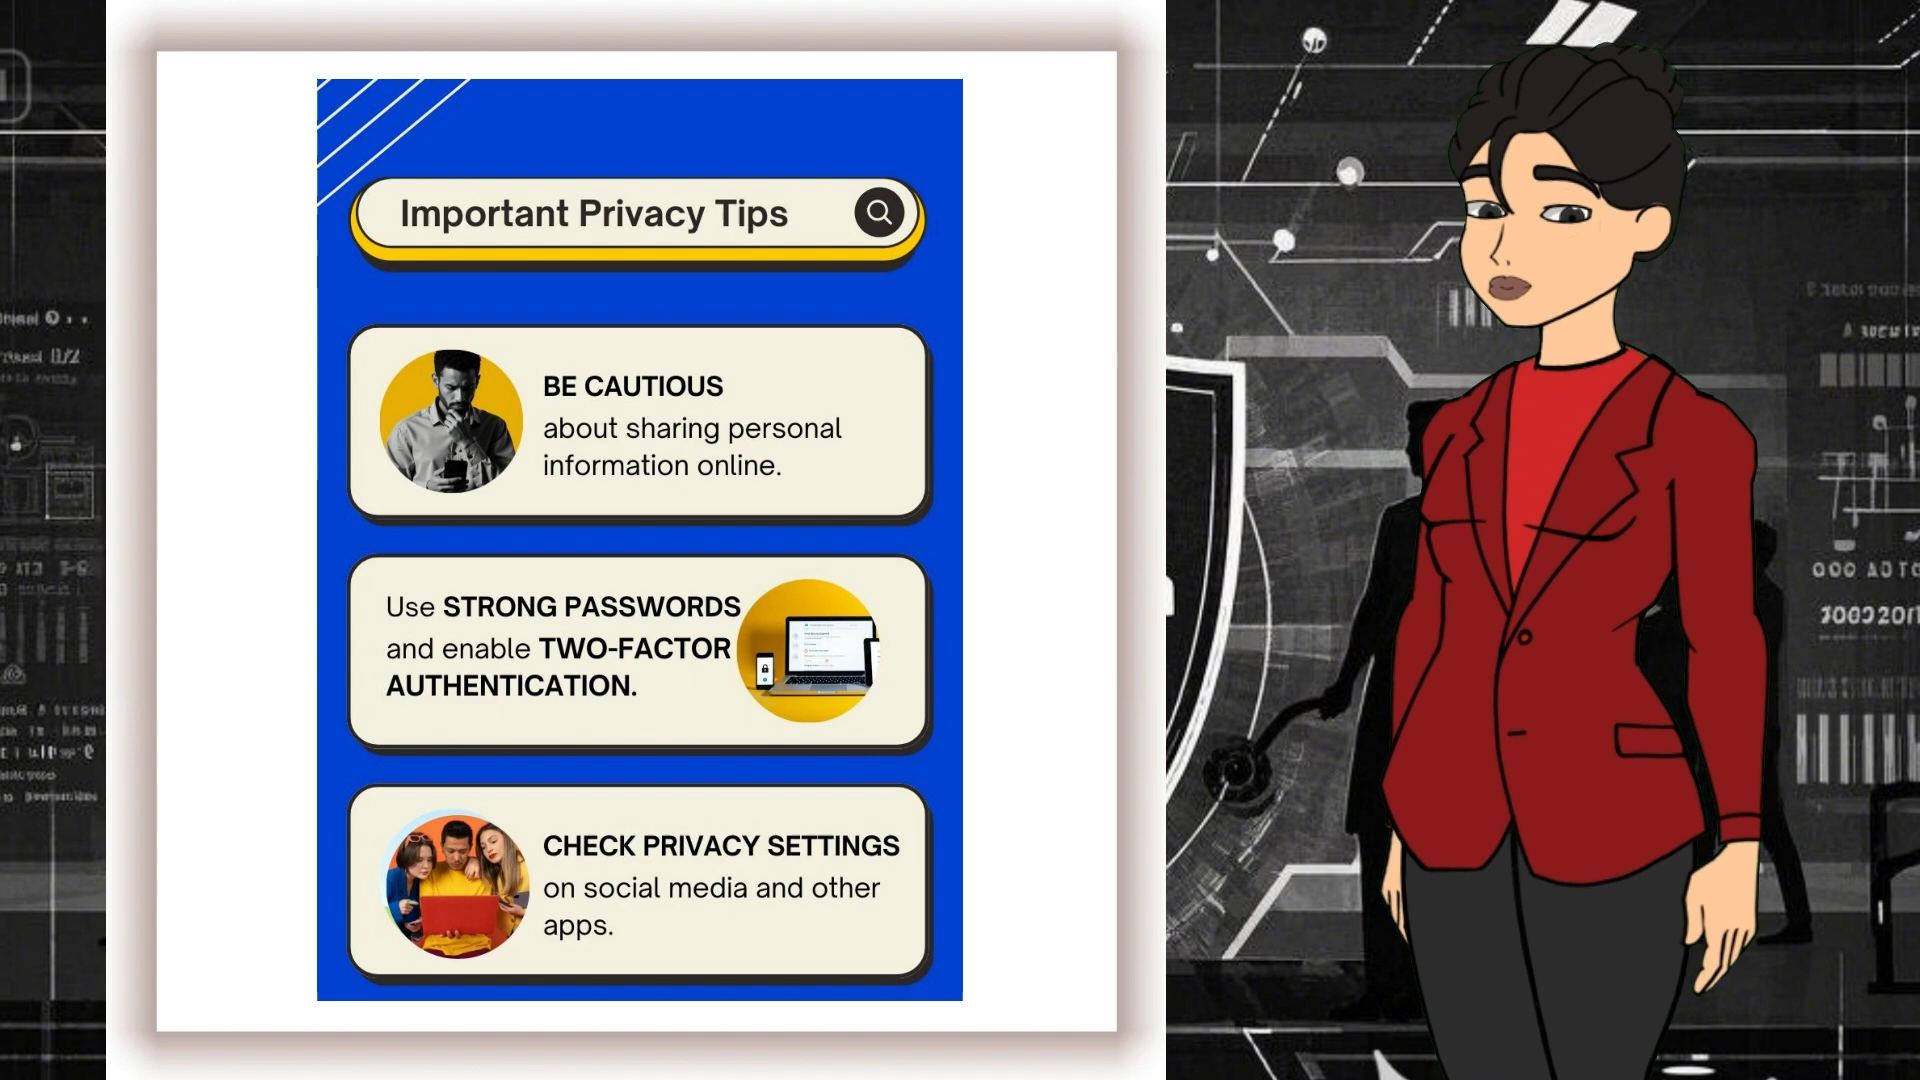 Important Privacy Tips
BE CAUTIOUS
about sharing personal
information online.
Use STRONG PASSWORDS
and enable TWO-FACTOR
AUTHENTICATION.
CHECK PRIVACY SETTINGS
on social media and other
apps.